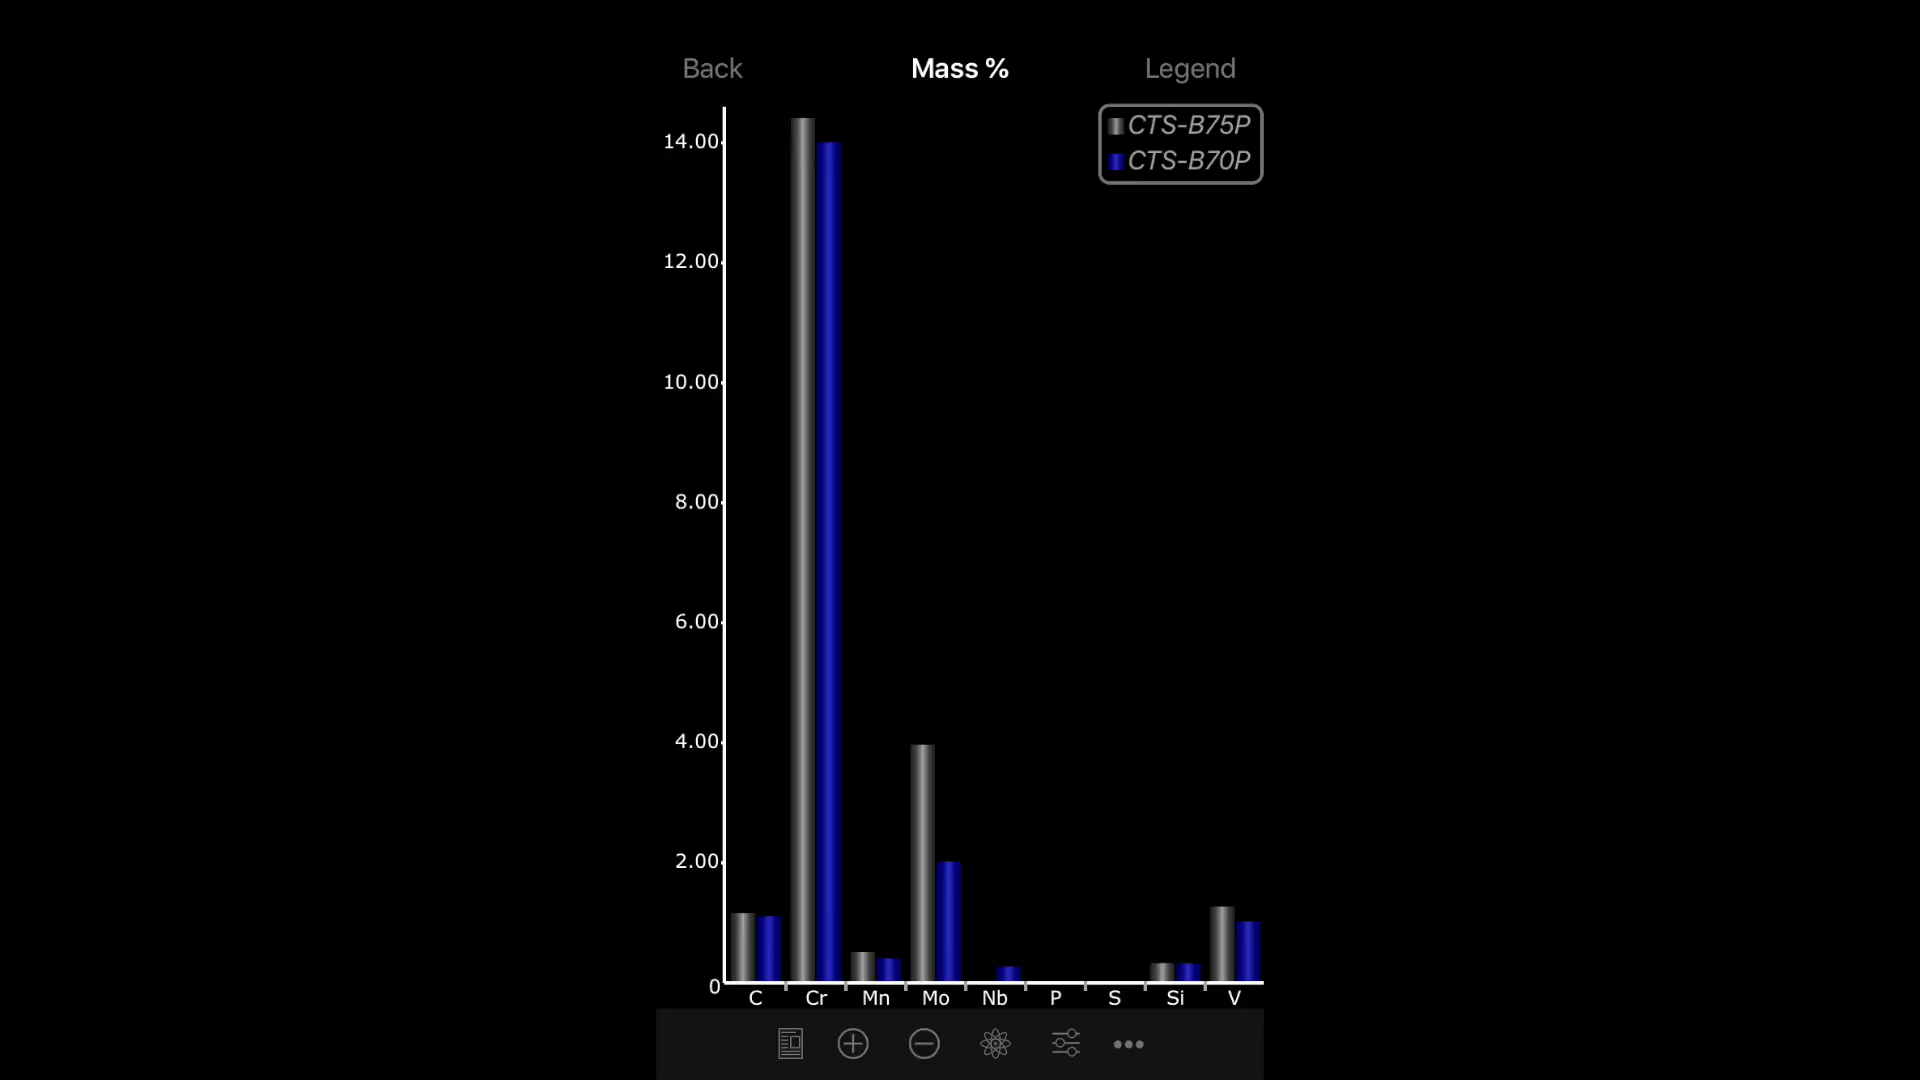 Back Mass % Legend
CTS-B75P
CTS-B70P
14.00
12.00
10.00
8.00
6.00
4.00
2.00
0
C Cr Mn Mo Nb P S Si V